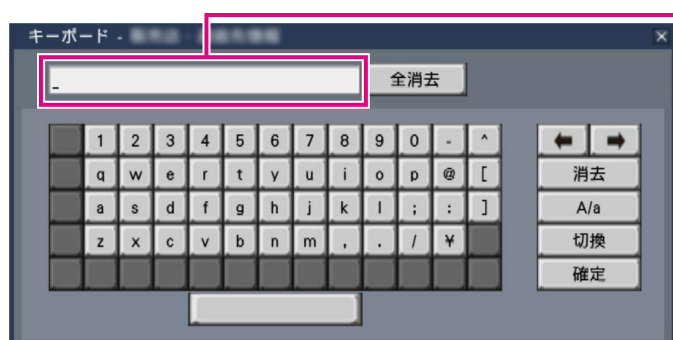 キーボード -
全消去
1 2 3 4 5 6 7 8 9 0 - ^
q w e r t y u i o p @ [
消去
a s d f g h j k l ; : ]
A/a
z x c v b n m , . / ¥
切換
確定